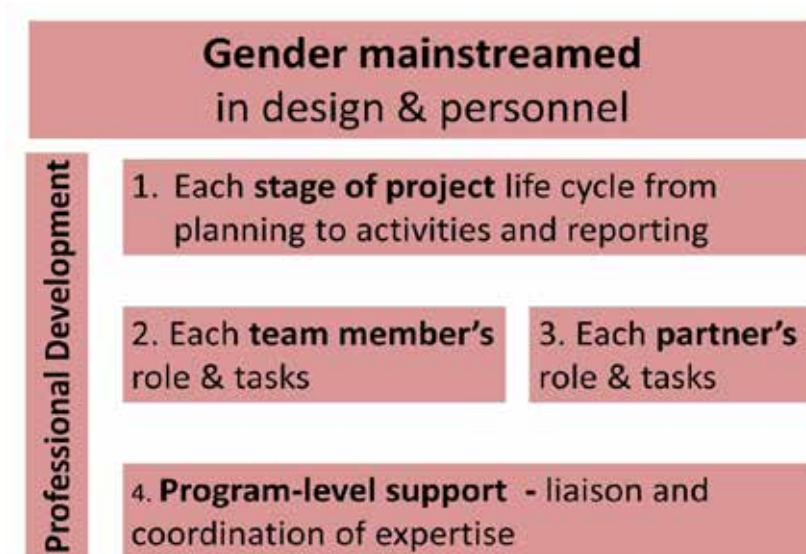 Gender mainstreamed
in design & personnel
Professional Development
1. Each stage of project life cycle from
planning to activities and reporting
2. Each team member's
role & tasks
3. Each partner's
role & tasks
4. Program-level support - liaison and
coordination of expertise